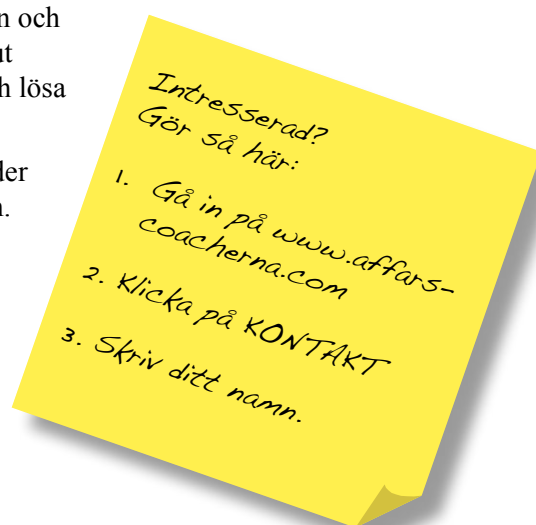 n och
ut
h lösa
der
n.
Intresserad?
Gör så här:
1. Gå in på www.affars-
coacherna.com
2. Klicka på KONTAKT
3. Skriv ditt namn.